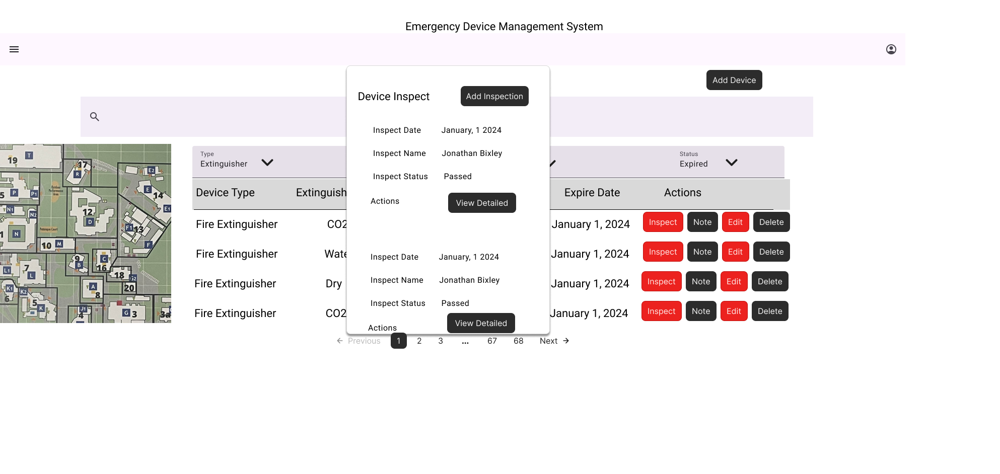 Emergency Device Management System
Add Device
Device Inspect
Add Inspection
Inspect Date January, 1 2024
Inspect Name Jonathan Bixley
Inspect Status Passed
Actions View Detailed
Inspect Date January, 1 2024
Inspect Name Jonathan Bixley
Inspect Status Passed
Actions View Detailed
Type
Extinguisher
Status
Expired
Device Type Extinguish Expire Date Actions
Fire Extinguisher CO2 January 1, 2024 Inspect Note Edit Delete
Fire Extinguisher Wate January 1, 2024 Inspect Note Edit Delete
Fire Extinguisher Dry January 1, 2024 Inspect Note Edit Delete
Fire Extinguisher CO2 January 1, 2024 Inspect Note Edit Delete
← Previous 1 2 3 ... 67 68 Next →
19 T
17
R
E2
Outdoor
Performance
Area
5 P P1
E 14
N1 N2
12
D
E1
Petanque Court
F1 13
1 N
10 M
F
9
B
C
16
7
L1 L
18 G2
20
K1 K2
6
A
8
5 K
J1
4
G 3
3a